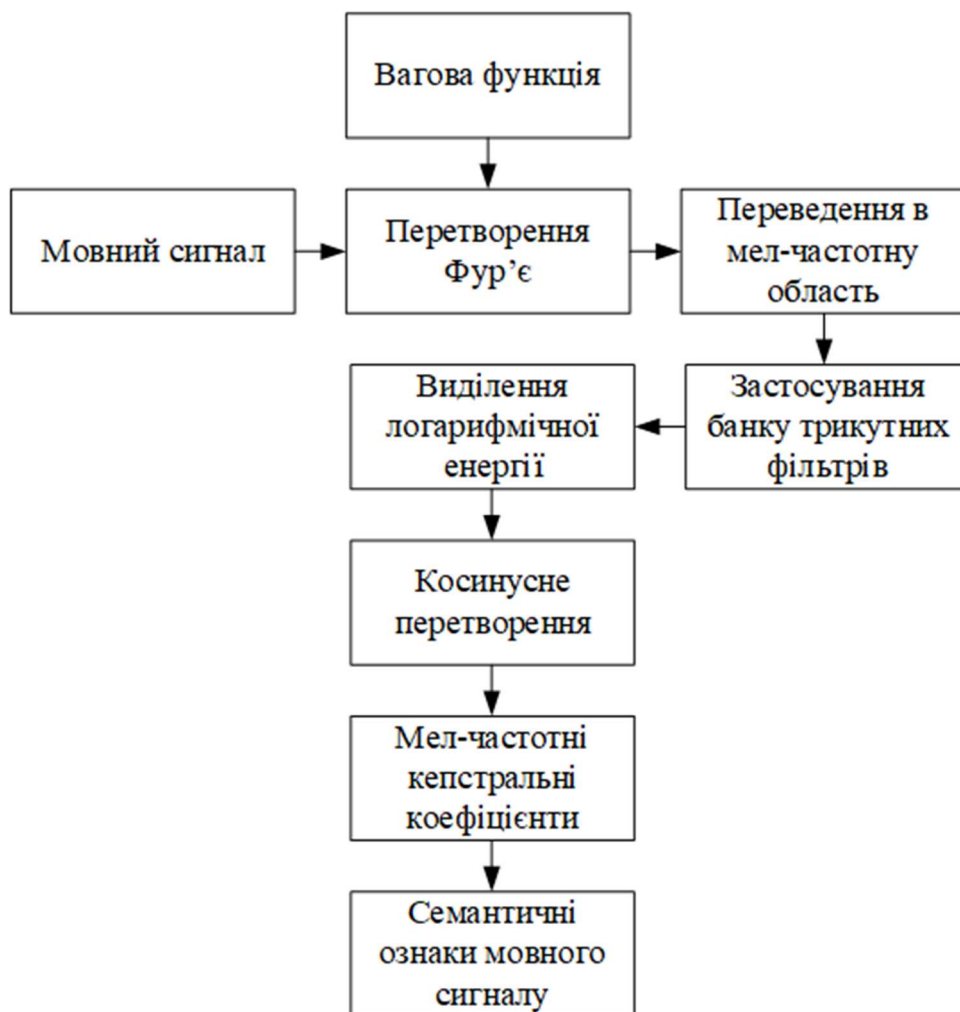 Вагова функція
Мовний сигнал
Перетворення
Фур’є
Переведення в
мел-частотну
область
Застосування
банку трикутних
фільтрів
Виділення
логарифмічної
енергії
Косинусне
перетворення
Мел-частотні
кепстральні
коефіцієнти
Семантичні
ознаки мовного
сигналу